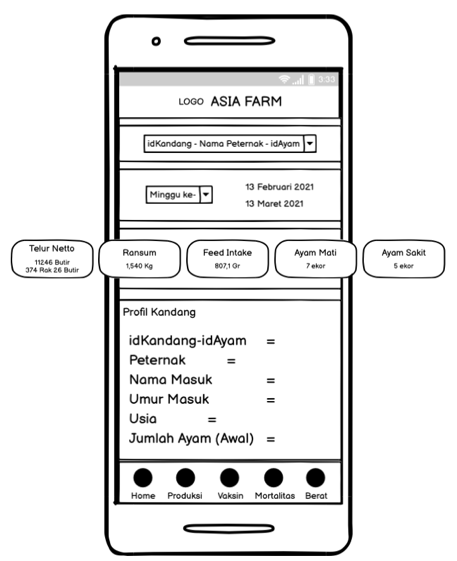 3:33
LOGO ASIA FARM
idKandang - Nama Peternak - idAyam
Minggu ke-
13 Februari 2021
13 Maret 2021
Telur Netto
11246 Butir
374 Rak 26 Butir
Ransum
1,540 Kg
Feed Intake
807,1 Gr
Ayam Mati
7 ekor
Ayam Sakit
5 ekor
Profil Kandang
idKandang-idAyam =
Peternak =
Nama Masuk =
Umur Masuk =
Usia =
Jumlah Ayam (Awal) =
Home Produksi Vaksin Mortalitas Berat